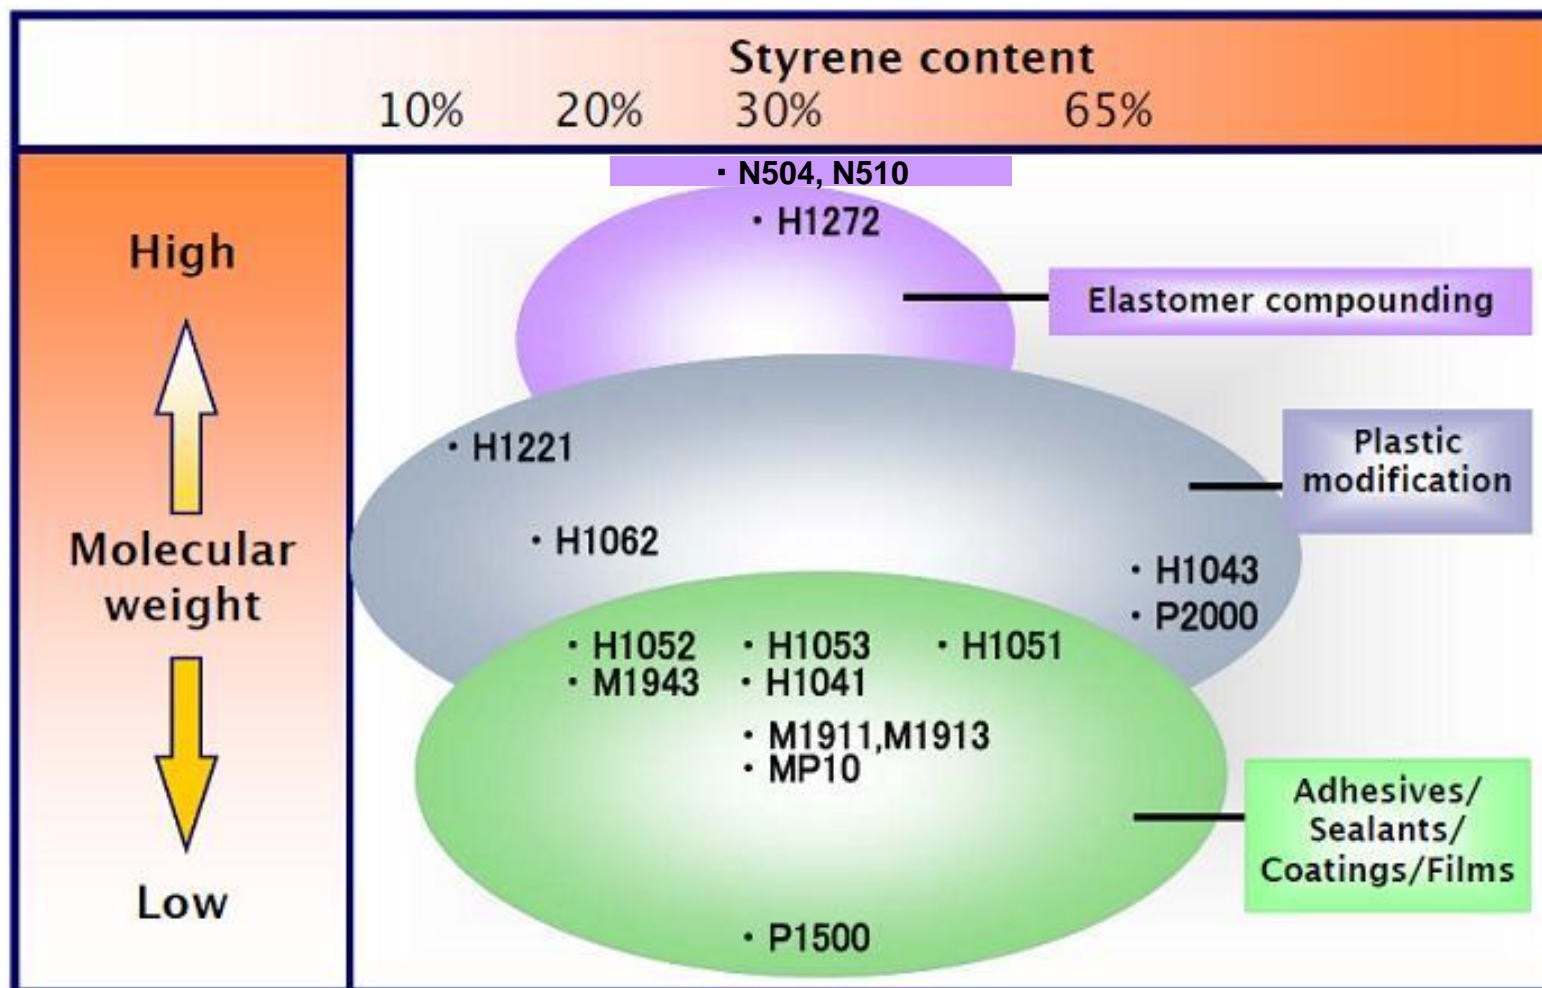 Styrene content
10% 20% 30% 65%
・N504, N510
・H1272
High
Elastomer compounding
・H1221
Plastic
modification
・H1062
Molecular
weight
・H1043
・P2000
・H1052 ・H1053 ・H1051
・M1943 ・H1041
・M1911,M1913
・MP10
Adhesives/
Sealants/
Coatings/Films
Low
・P1500